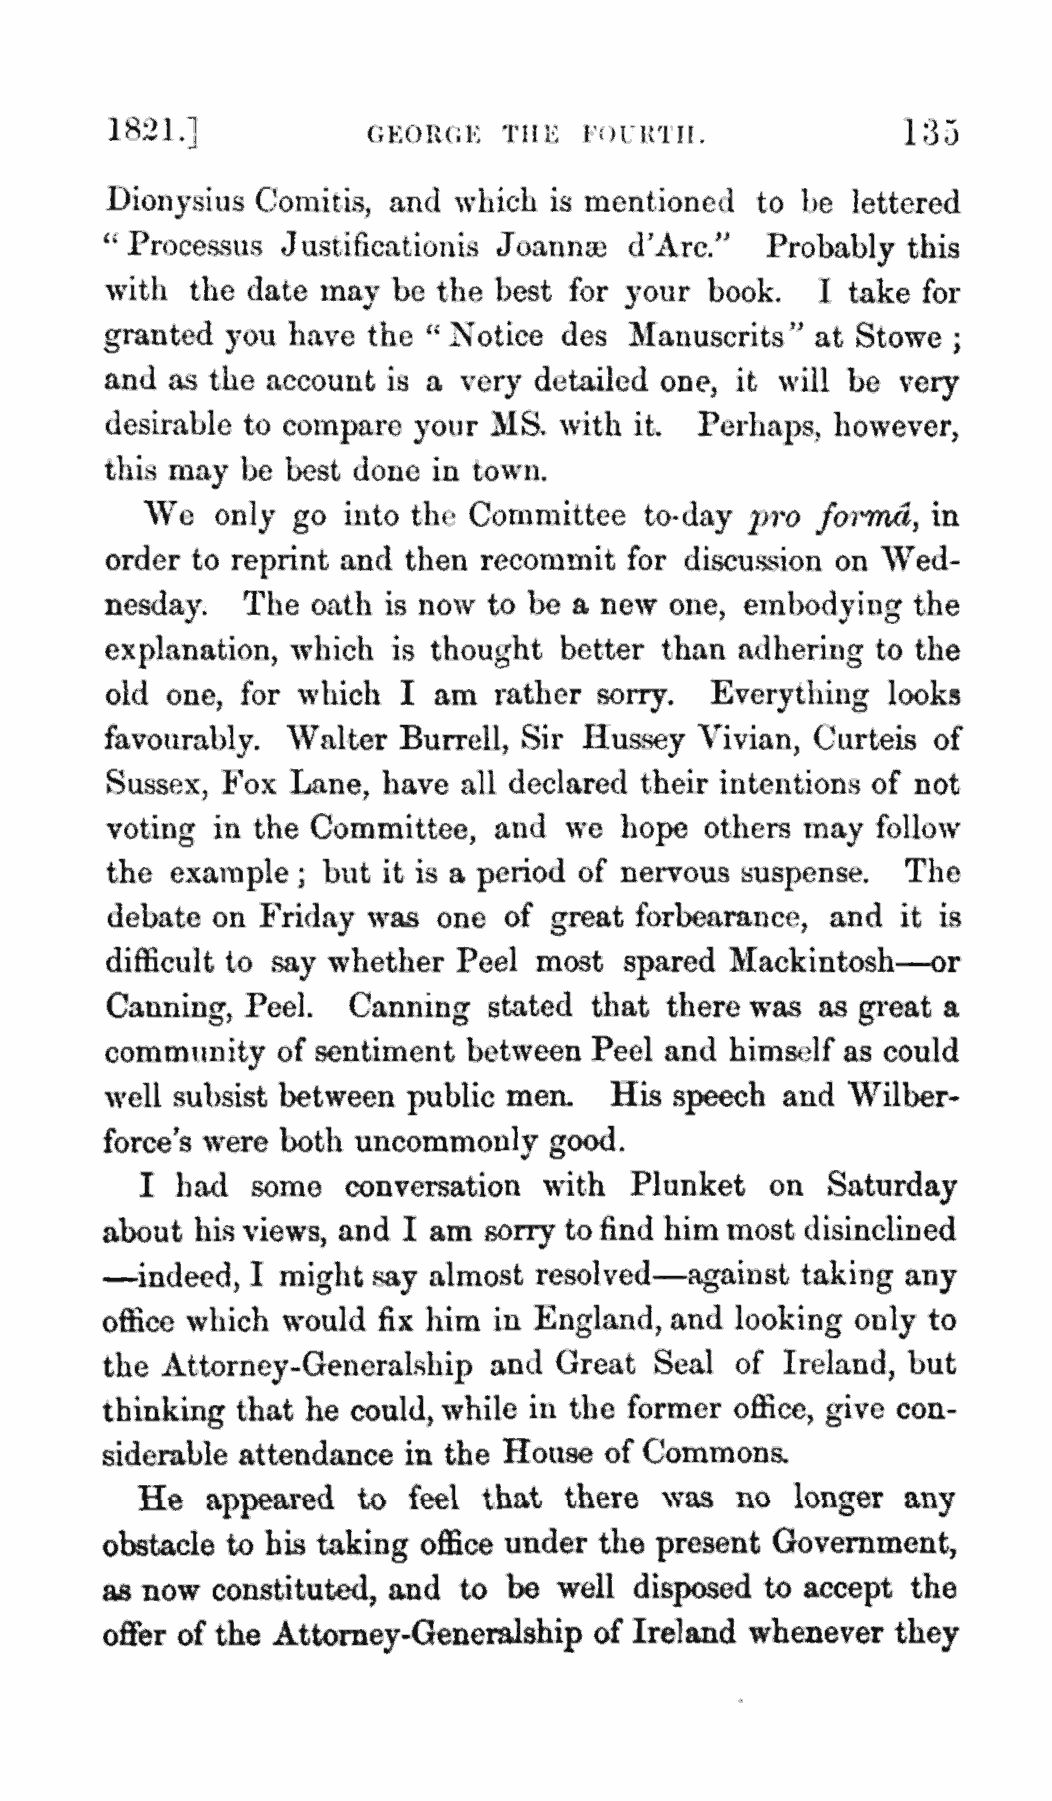 1821.] GEORGE THE FOURTH. 135
Dionysius Comitis, and which is mentioned to be lettered
“ Processus Justificationis Joannæ d'Arc.” Probably this
with the date may be the best for your book. I take for
granted you have the “ Notice des Manuscrits” at Stowe ;
and as the account is a very detailed one, it will be very
desirable to compare your MS. with it. Perhaps, however,
this may be best done in town.
We only go into the Committee to-day pro formâ, in
order to reprint and then recommit for discussion on Wed-
nesday. The oath is now to be a new one, embodying the
explanation, which is thought better than adhering to the
old one, for which I am rather sorry. Everything looks
favourably. Walter Burrell, Sir Hussey Vivian, Curteis of
Sussex, Fox Lane, have all declared their intentions of not
voting in the Committee, and we hope others may follow
the example ; but it is a period of nervous suspense. The
debate on Friday was one of great forbearance, and it is
difficult to say whether Peel most spared Mackintosh—or
Canning, Peel. Canning stated that there was as great a
community of sentiment between Peel and himself as could
well subsist between public men. His speech and Wilber-
force's were both uncommonly good.
I had some conversation with Plunket on Saturday
about his views, and I am sorry to find him most disinclined
—indeed, I might say almost resolved—against taking any
office which would fix him in England, and looking only to
the Attorney-Generalship and Great Seal of Ireland, but
thinking that he could, while in the former office, give con-
siderable attendance in the House of Commons.
He appeared to feel that there was no longer any
obstacle to his taking office under the present Government,
as now constituted, and to be well disposed to accept the
offer of the Attorney-Generalship of Ireland whenever they